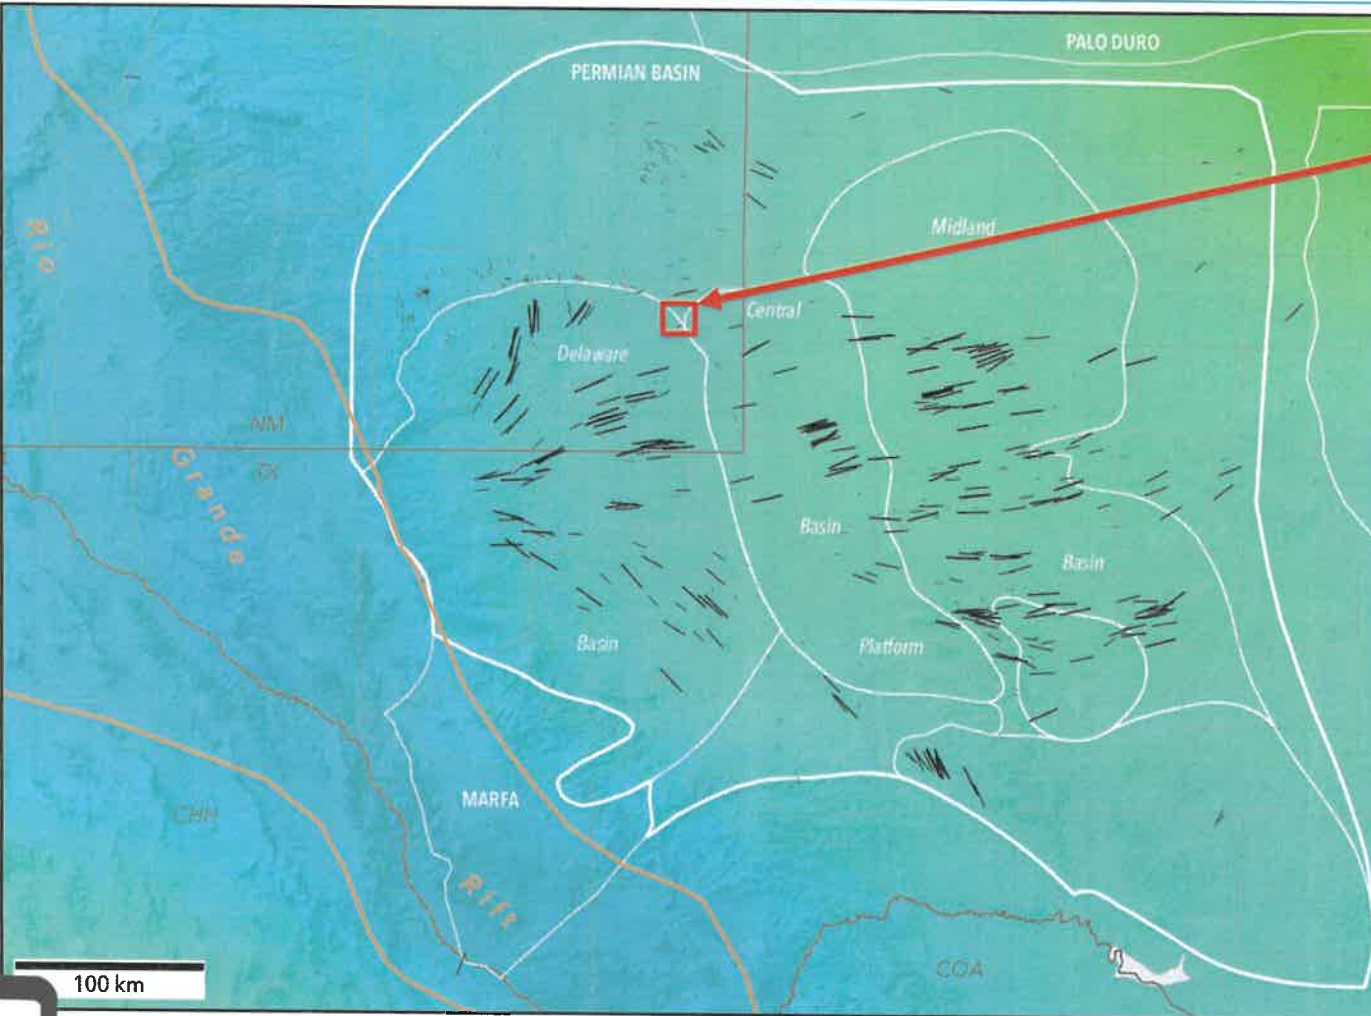 PALO DURO
PERMIAN BASIN
Midland
Rio
Central
Delaware
NM
TX
Grande
Basin
Basin
Basin
Platform
MARFA
CHH
Rift
COA
100 km